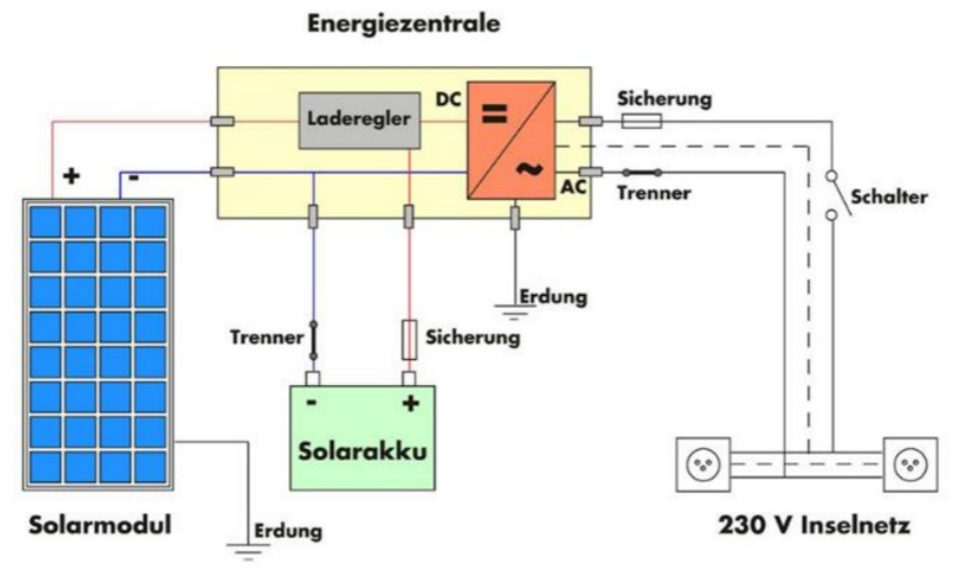 Energiezentrale
Laderegler
DC
Sicherung
+
-
=
~
AC
Trenner
Schalter
Erdung
Trenner
Sicherung
-
+
Solarakku
Solarmodul
Erdung
230 V Inselnetz